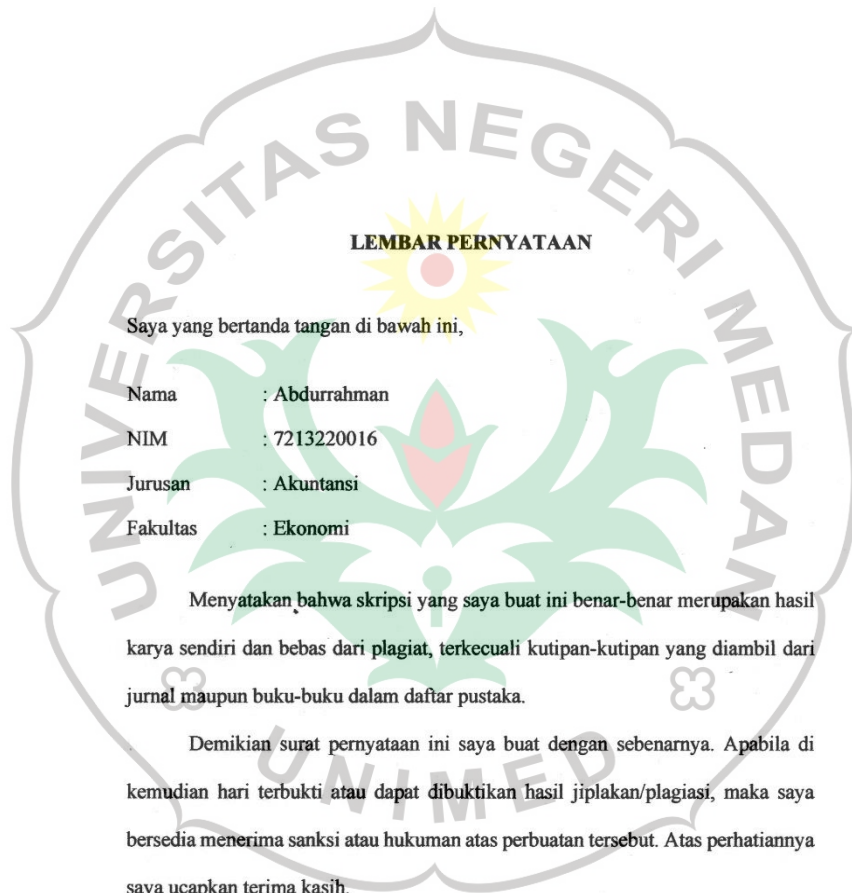 UNIVERSITAS NEGERI MEDAN
LEMBAR PERNYATAAN
Saya yang bertanda tangan di bawah ini,
Nama : Abdurrahman
NIM : 7213220016
Jurusan : Akuntansi
Fakultas : Ekonomi
Menyatakan bahwa skripsi yang saya buat ini benar-benar merupakan hasil
karya sendiri dan bebas dari plagiat, terkecuali kutipan-kutipan yang diambil dari
jurnal maupun buku-buku dalam daftar pustaka.
Demikian surat pernyataan ini saya buat dengan sebenarnya. Apabila di
kemudian hari terbukti atau dapat dibuktikan hasil jiplakan/plagiasi, maka saya
bersedia menerima sanksi atau hukuman atas perbuatan tersebut. Atas perhatiannya
saya ucapkan terima kasih.
UNIMED